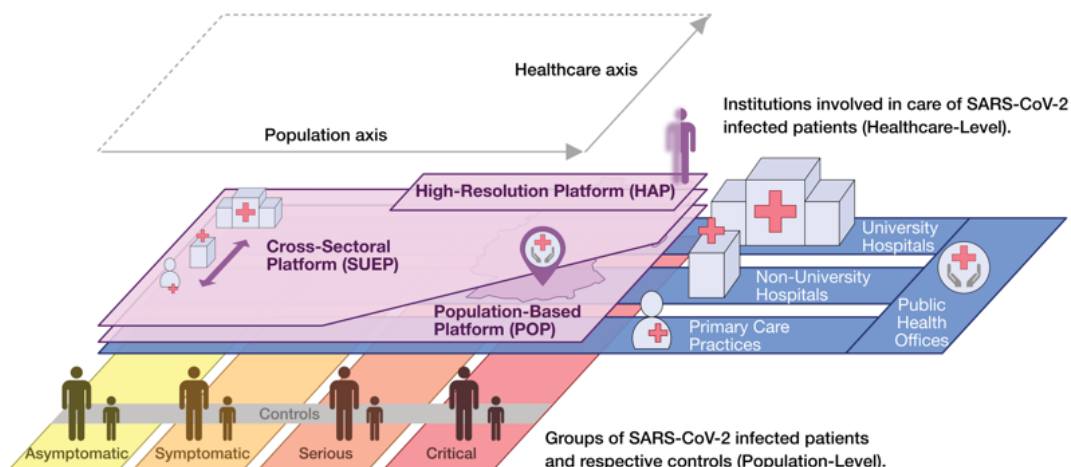 Healthcare axis
Population axis
Institutions involved in care of SARS-CoV-2
infected patients (Healthcare-Level).
High-Resolution Platform (HAP)
Cross-Sectoral
Platform (SUEP)
Population-Based
Platform (POP)
University
Hospitals
Non-University
Hospitals
Primary Care
Practices
Public
Health
Offices
Controls
Asymptomatic
Symptomatic
Serious
Critical
Groups of SARS-CoV-2 infected patients
and respective controls (Population-Level).